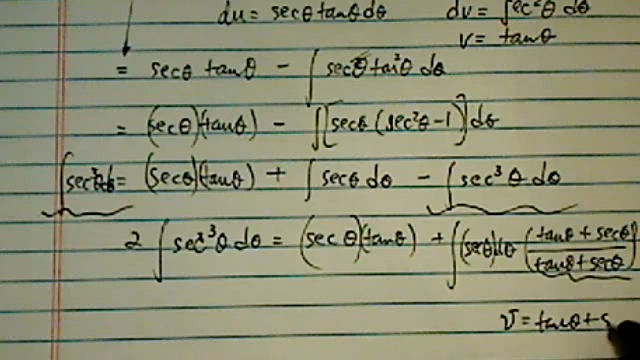 du = secθ tanθ dθ    dv = ∫sec²θ dθ
v = tanθ
= secθ tanθ - ∫ secθ tan²θ dθ
= (secθ)(tanθ) - ∫[secθ (sec²θ - 1)] dθ
∫sec³θdθ = (secθ)(tanθ) + ∫ secθ dθ - ∫ sec³θ dθ
2 ∫ sec³θ dθ = (secθ)(tanθ) + ∫(secθ)dθ (tanθ + secθ / tanθ + secθ)
v = tanθ + s